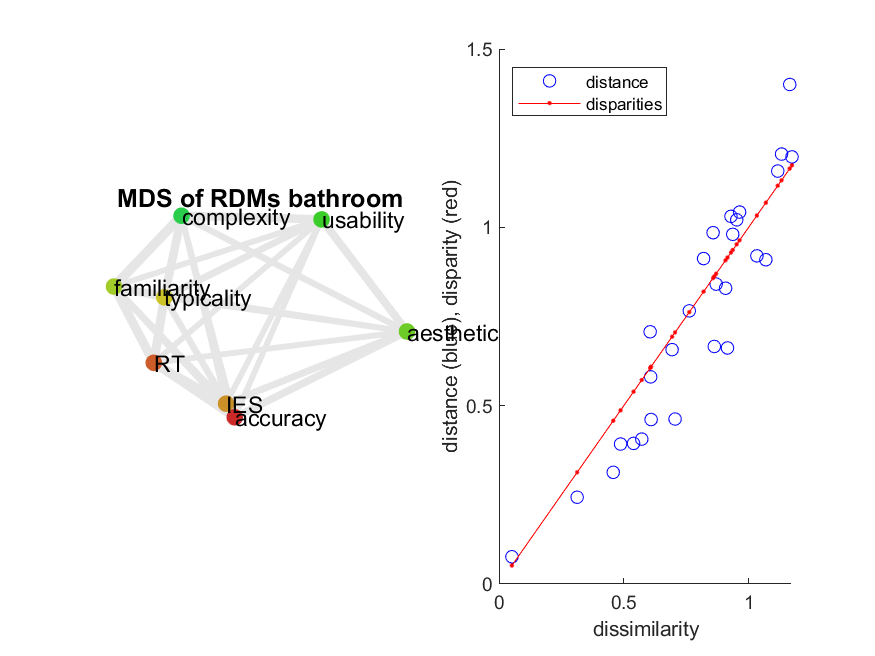 MDS of RDMs bathroom
complexity
usability
familiarity
typicality
aesthetic
RT
IES
accuracy
distance (blue), disparity (red)
1.5
1
0.5
0
distance
disparities
0
0.5
1
dissimilarity